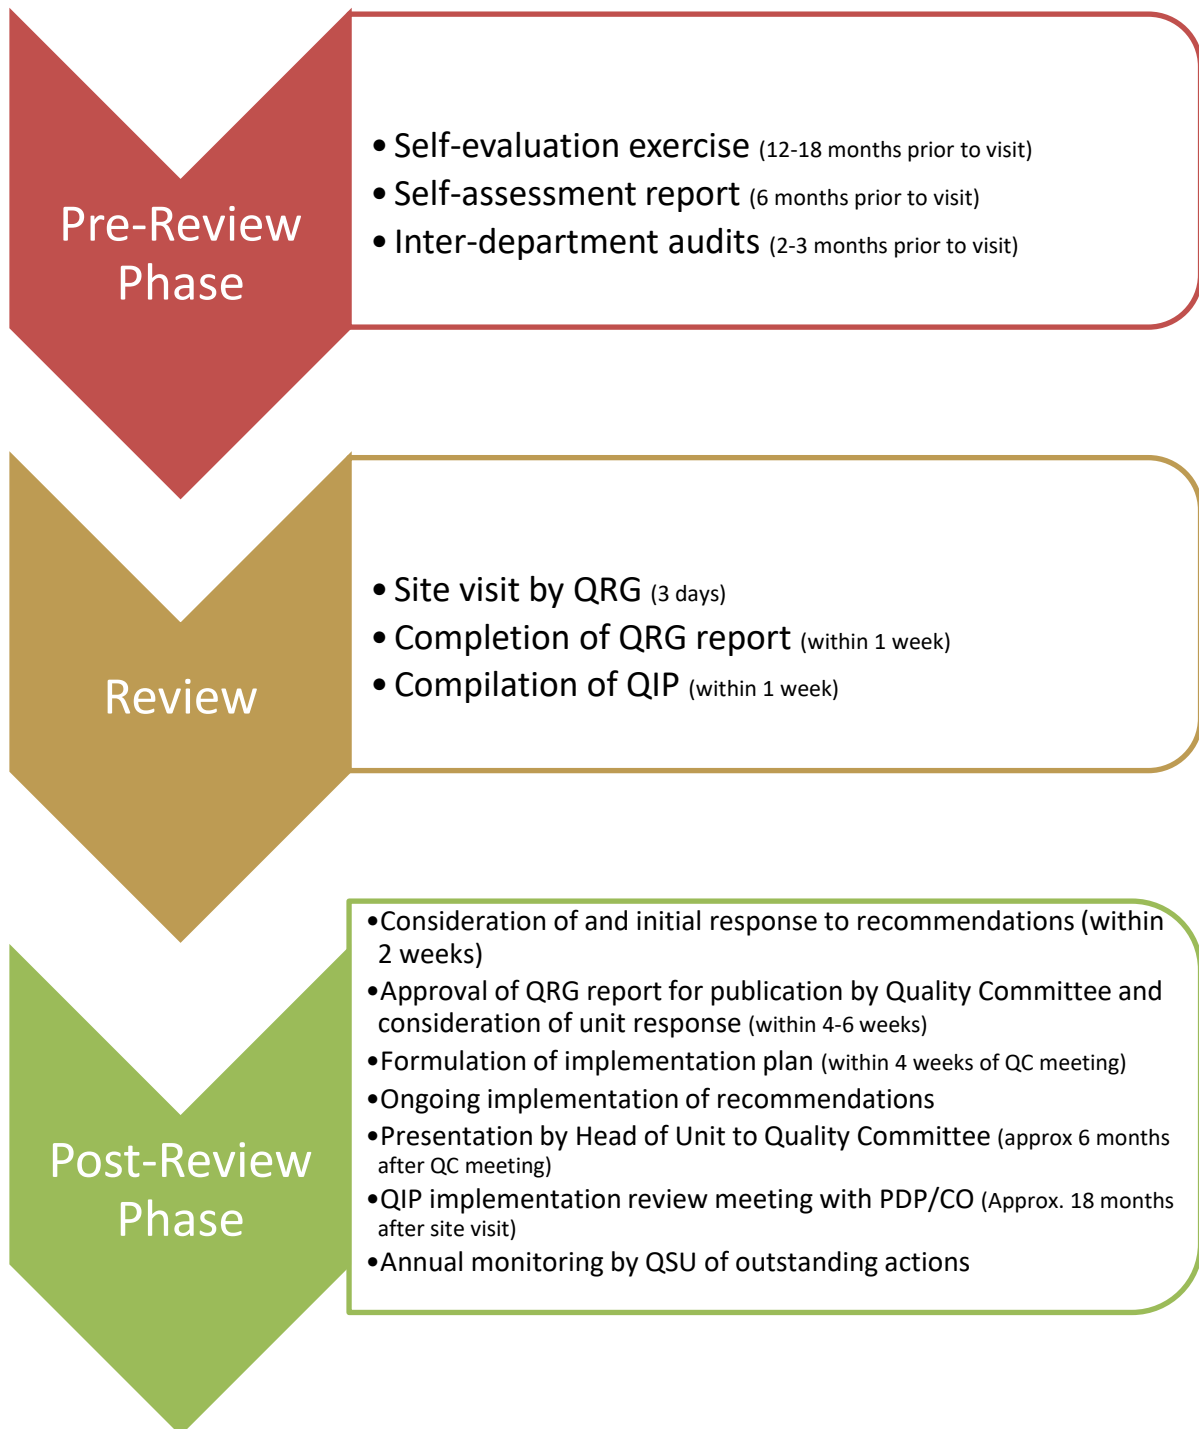 Pre-Review
Phase
• Self-evaluation exercise (12-18 months prior to visit)
• Self-assessment report (6 months prior to visit)
• Inter-department audits (2-3 months prior to visit)
Review
• Site visit by QRG (3 days)
• Completion of QRG report (within 1 week)
• Compilation of QIP (within 1 week)
Post-Review
Phase
•Consideration of and initial response to recommendations (within
2 weeks)
•Approval of QRG report for publication by Quality Committee and
consideration of unit response (within 4-6 weeks)
•Formulation of implementation plan (within 4 weeks of QC meeting)
•Ongoing implementation of recommendations
•Presentation by Head of Unit to Quality Committee (approx 6 months
after QC meeting)
•QIP implementation review meeting with PDP/CO (Approx. 18 months
after site visit)
•Annual monitoring by QSU of outstanding actions